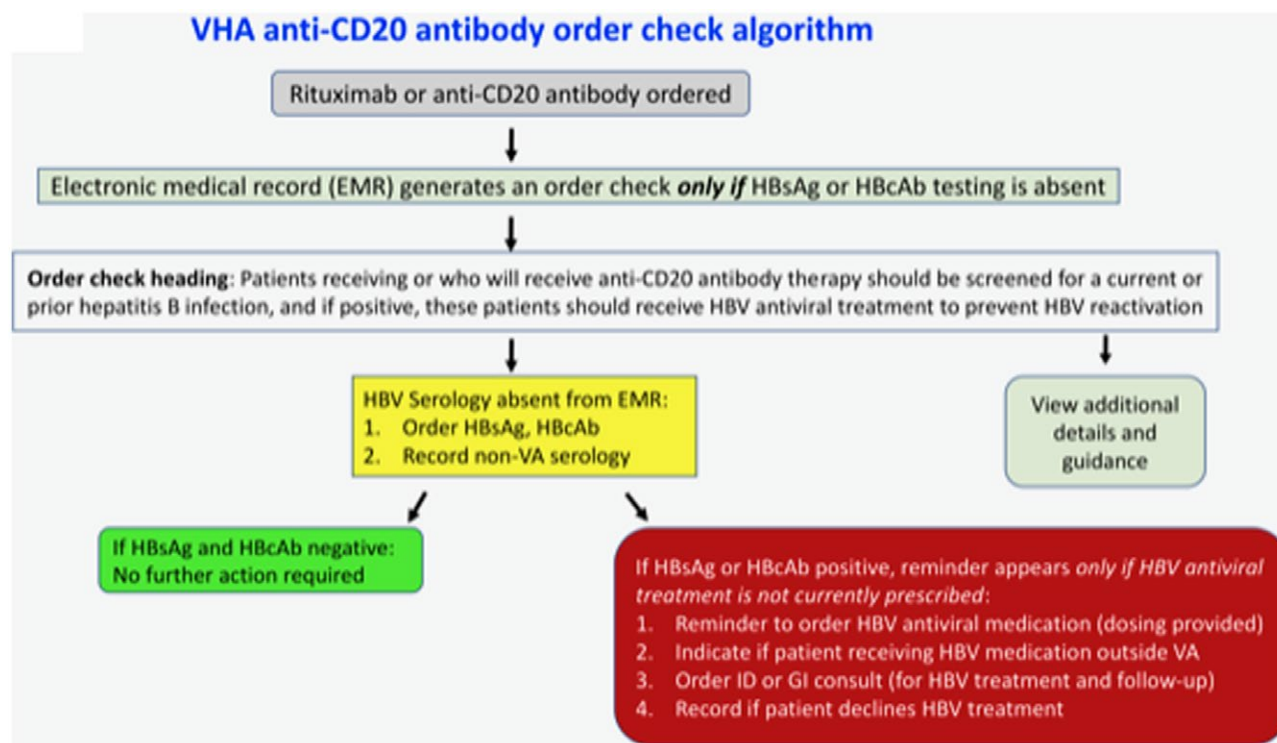 VHA anti-CD20 antibody order check algorithm
Rituximab or anti-CD20 antibody ordered
Electronic medical record (EMR) generates an order check only if HBsAg or HBcAb testing is absent
Order check heading: Patients receiving or who will receive anti-CD20 antibody therapy should be screened for a current or
prior hepatitis B infection, and if positive, these patients should receive HBV antiviral treatment to prevent HBV reactivation
HBV Serology absent from EMR:
1. Order HBsAg, HBcAb
2. Record non-VA serology
View additional
details and
guidance
If HBsAg and HBcAb negative:
No further action required
If HBsAg or HBcAb positive, reminder appears only if HBV antiviral
treatment is not currently prescribed:
1. Reminder to order HBV antiviral medication (dosing provided)
2. Indicate if patient receiving HBV medication outside VA
3. Order ID or GI consult (for HBV treatment and follow-up)
4. Record if patient declines HBV treatment